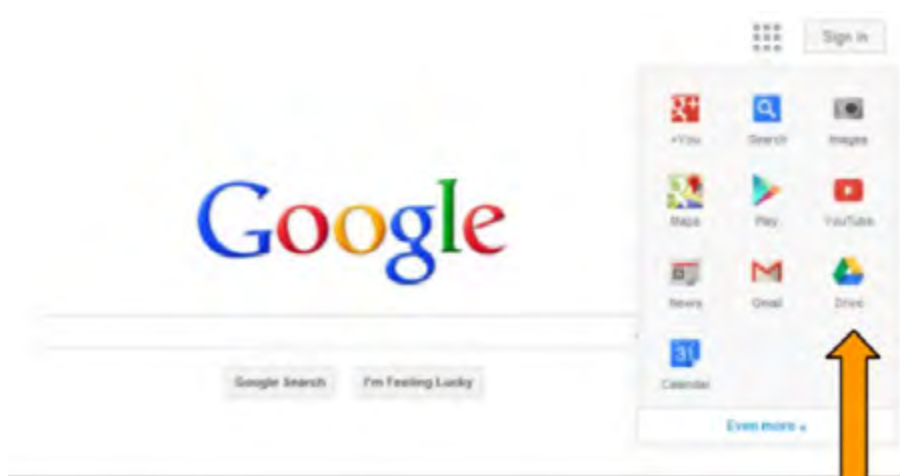 Sign in
+You Search Images
Maps Play YouTube
Google
News Gmail Drive
31
Calendar
Google Search I'm Feeling Lucky
Even more »